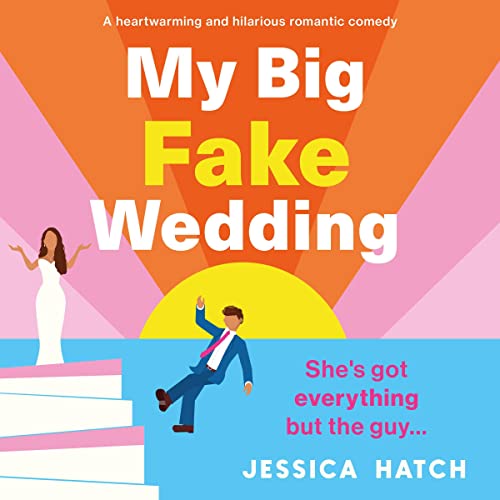 A heartwarming and hilarious romantic comedy
My Big
Fake
Wedding
She's got
everything
but the guy...
JESSICA HATCH